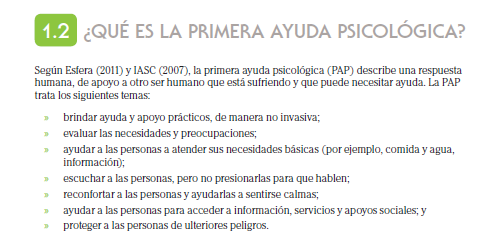 1.2 ¿QUÉ ES LA PRIMERA AYUDA PSICOLÓGICA?
Según Esfera (2011) y IASC (2007), la primera ayuda psicológica (PAP) describe una respuesta
humana, de apoyo a otro ser humano que está sufriendo y que puede necesitar ayuda. La PAP
trata los siguientes temas:
» brindar ayuda y apoyo prácticos, de manera no invasiva;
» evaluar las necesidades y preocupaciones;
» ayudar a las personas a atender sus necesidades básicas (por ejemplo, comida y agua,
información);
» escuchar a las personas, pero no presionarlas para que hablen;
» reconfortar a las personas y ayudarlas a sentirse calmas;
» ayudar a las personas para acceder a información, servicios y apoyos sociales; y
» proteger a las personas de ulteriores peligros.